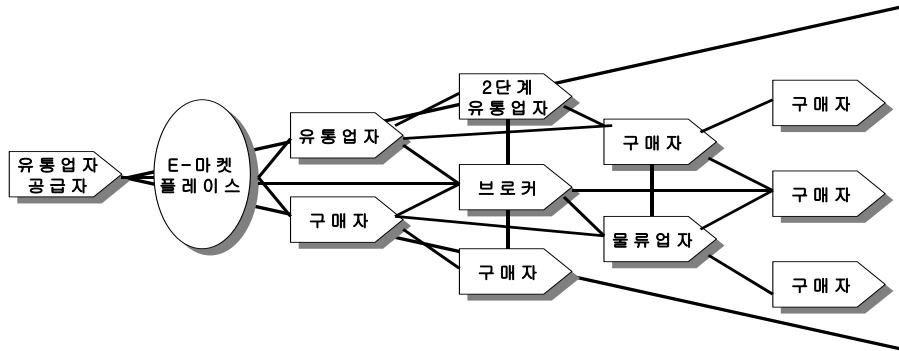 유통업자
공급자
E-마켓
플레이스
유통업자
구매자
2단계
유통업자
브로커
구매자
구매자
물류업자
구매자
구매자
구매자